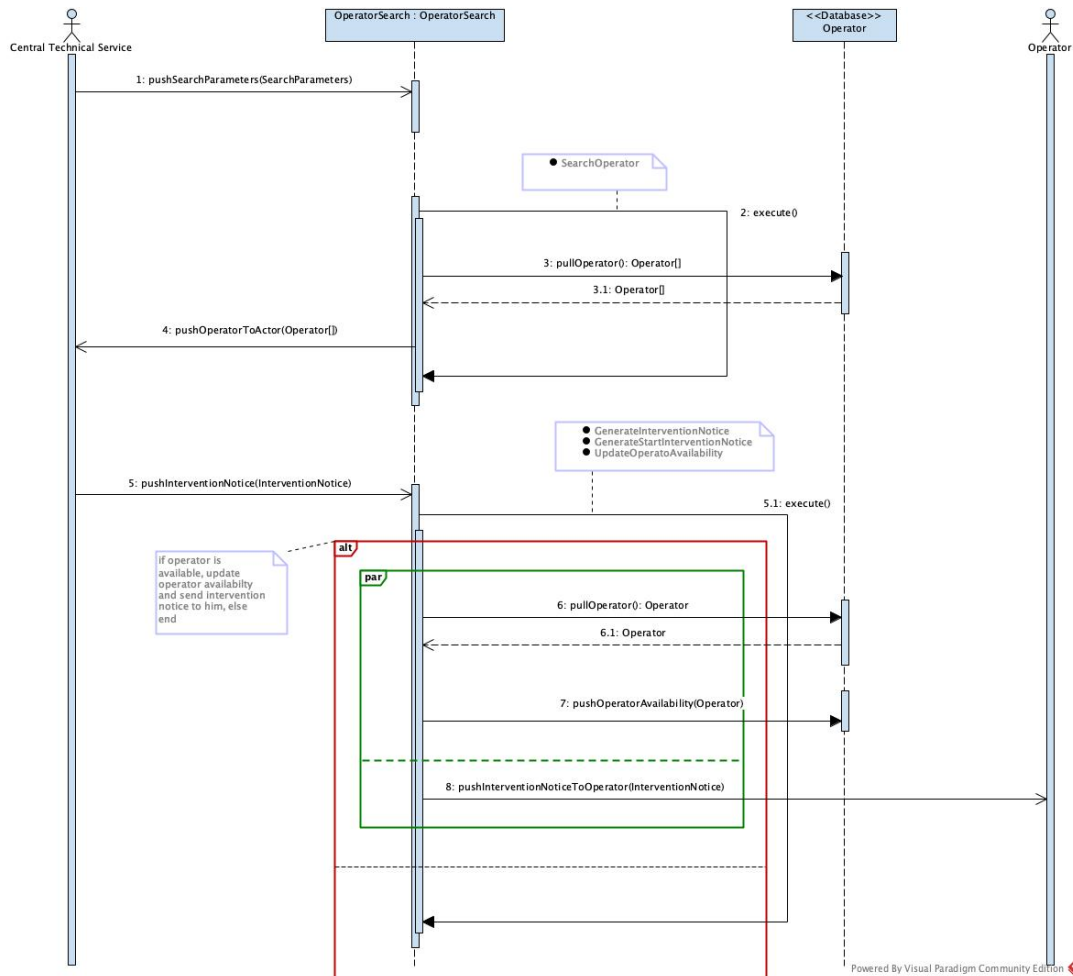 OperatorSearch : OperatorSearch
<<Database>>
Operator
Central Technical Service
Operator
1: pushSearchParameters(SearchParameters)
SearchOperator
2: execute()
3: pullOperator(): Operator[]
3.1: Operator[]
4: pushOperatorToActor(Operator[])
GenerateInterventionNotice
GenerateStartInterventionNotice
UpdateOperatoAvailability
5: pushInterventionNotice(InterventionNotice)
5.1: execute()
alt
if operator is
available, update
operator availabilty
and send intervention
notice to him, else
end
par
6: pullOperator(): Operator
6.1: Operator
7: pushOperatorAvailability(Operator)
8: pushInterventionNoticeToOperator(InterventionNotice)
Powered By Visual Paradigm Community Edition